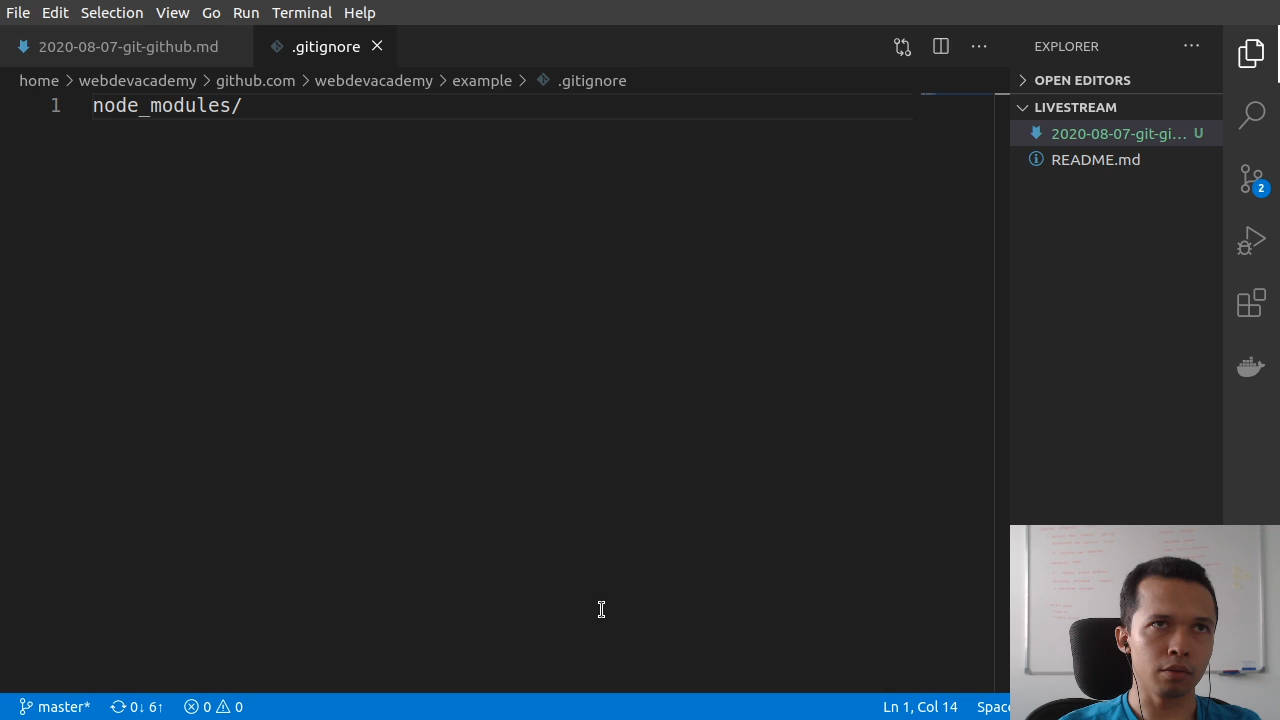 File Edit Selection View Go Run Terminal Help
2020-08-07-git-github.md .gitignore
EXPLORER
home > webdevacademy > github.com > webdevacademy > example > .gitignore
OPEN EDITORS
1 node_modules/
LIVESTREAM
2020-08-07-git-gi... U
README.md
2
master* 0↓ 6↑ 0 0 Ln 1, Col 14 Space